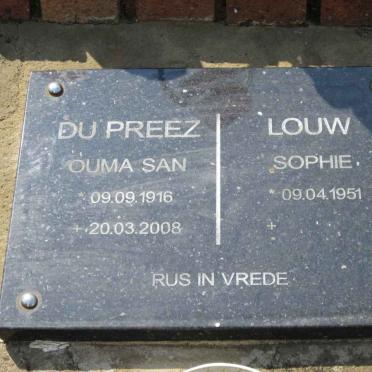 DU PREEZ
OUMA SAN
* 09.09.1916
+ 20.03.2008
LOUW
SOPHIE
* 09.04.1951
+
RUS IN VREDE